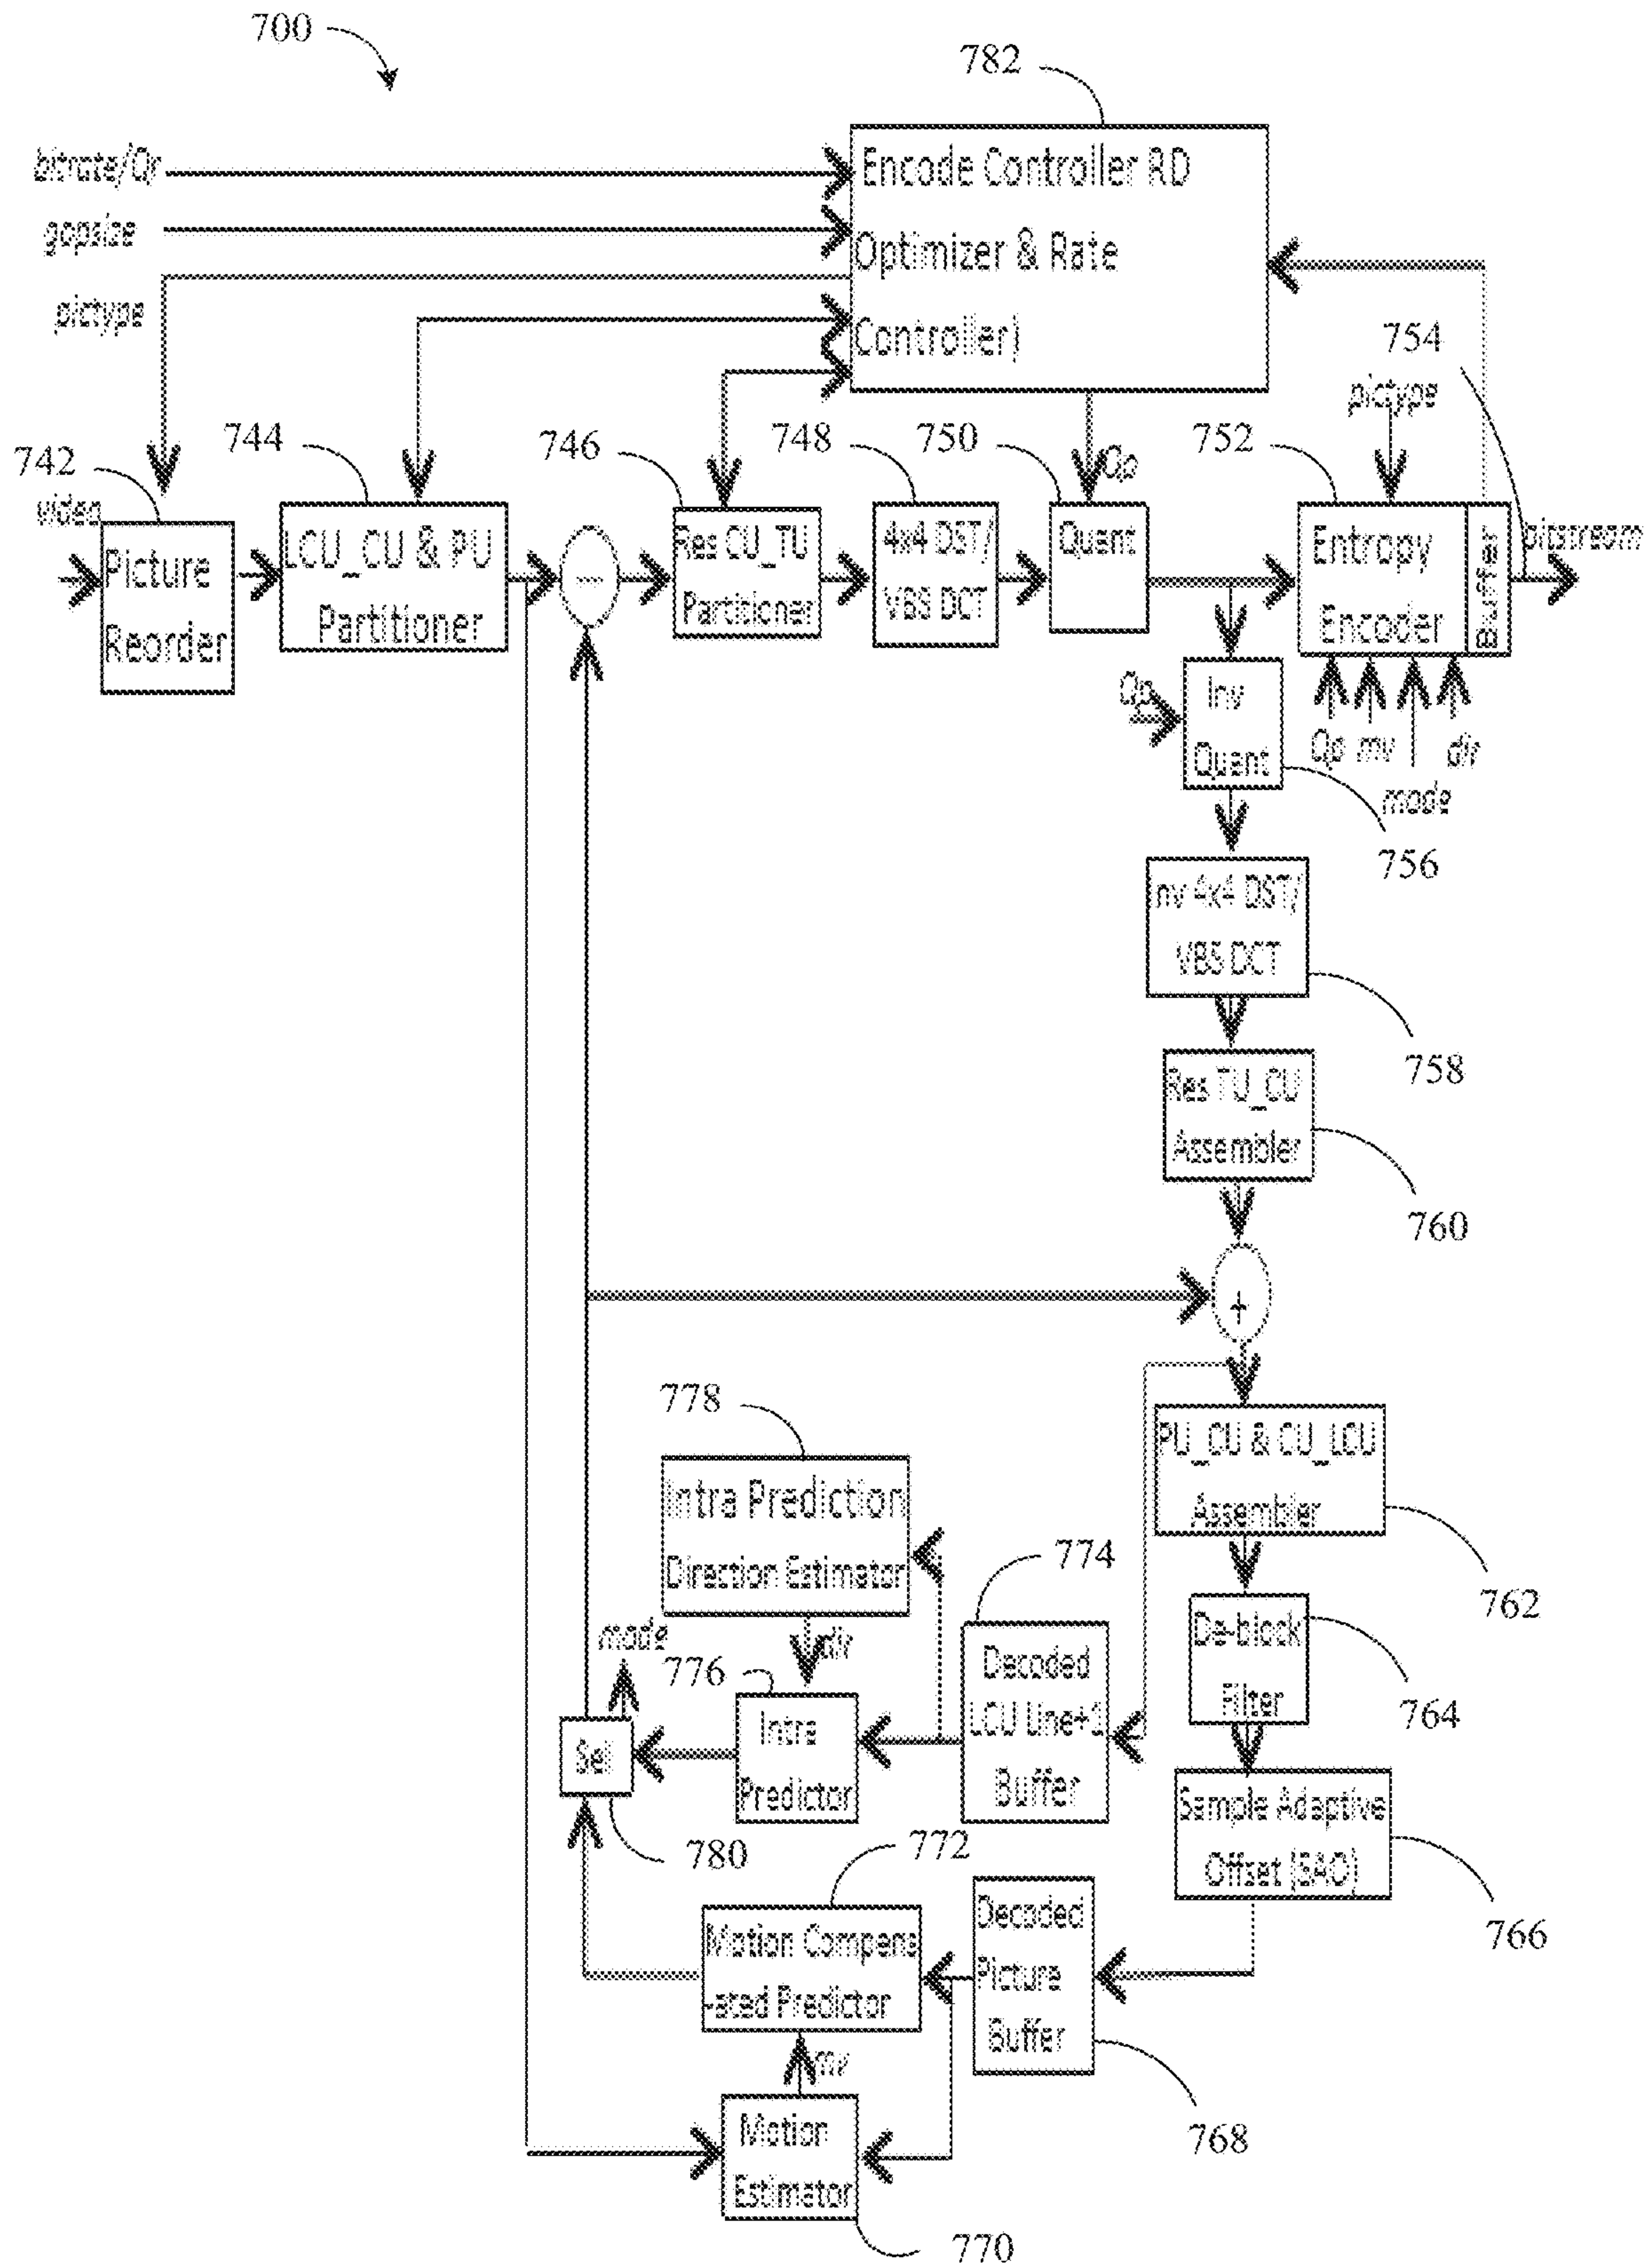 700
782
bitrate/Qr
gopsize
pictype
Encode Controller RD
Optimizer & Rate
Controller)
754
pictype
742
744
746
748
750
Qp
752
video
Picture
Reorder
LCU_CU & PU
Partitioner
−
Res CU_TU
Partitioner
4x4 DST/
VBS DCT
Quant
Entropy
Encoder
Buffer
bitstream
Qp
Inv
Quant
Qp mv
dir
mode
756
nv 4x4 DST/
VBS DCT
758
Res TU_CU
Assembler
760
+
778
PU_CU & CU_LCU
Assembler
762
Intra Prediction
Direction Estimator
774
De-block
Filter
764
mode
dir
776
Decoded
LCU Line+1
Buffer
Sel
Intra
Predictor
780
772
Sample Adaptive
Offset (SAO)
766
Motion Compens
-ated Predictor
Decoded
Picture
Buffer
mv
768
Motion
Estimator
770